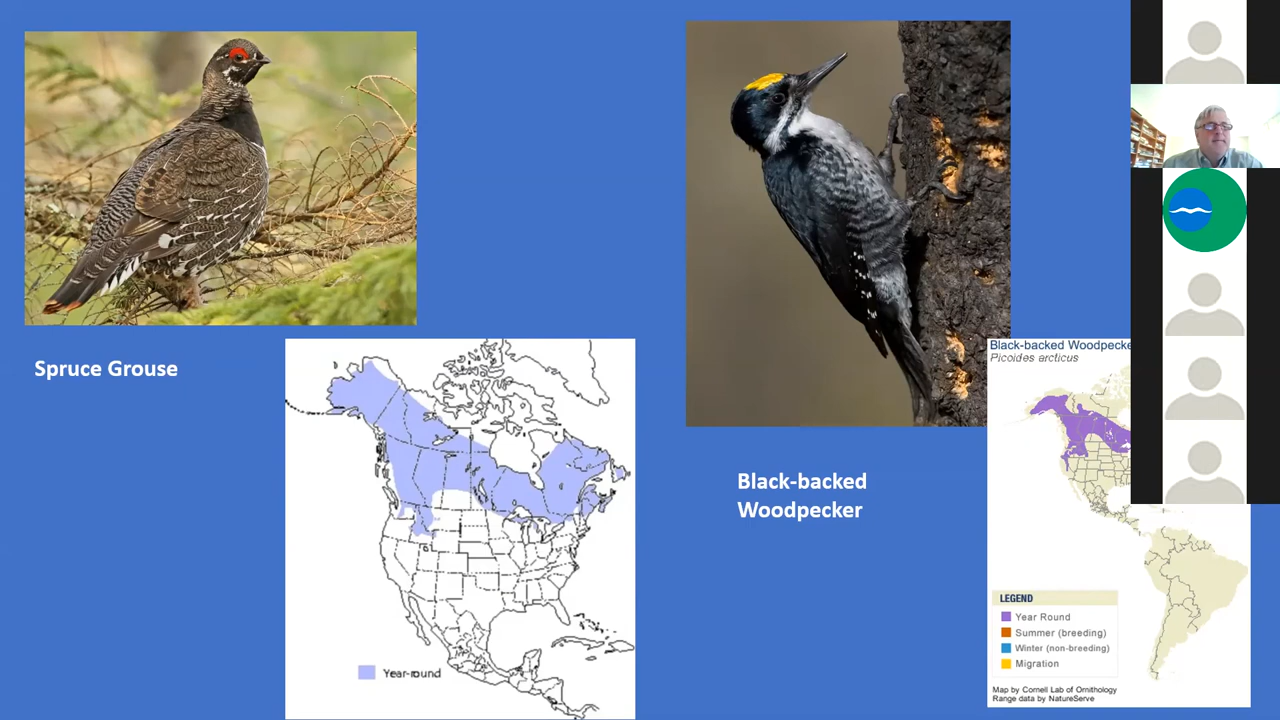 Spruce Grouse
Year-round
Black-backed
Woodpecker
Black-backed Woodpecke
Picoides arcticus
LEGEND
Year Round
Summer (breeding)
Winter (non-breeding)
Migration
Map by Cornell Lab of Ornithology
Range data by NatureServe